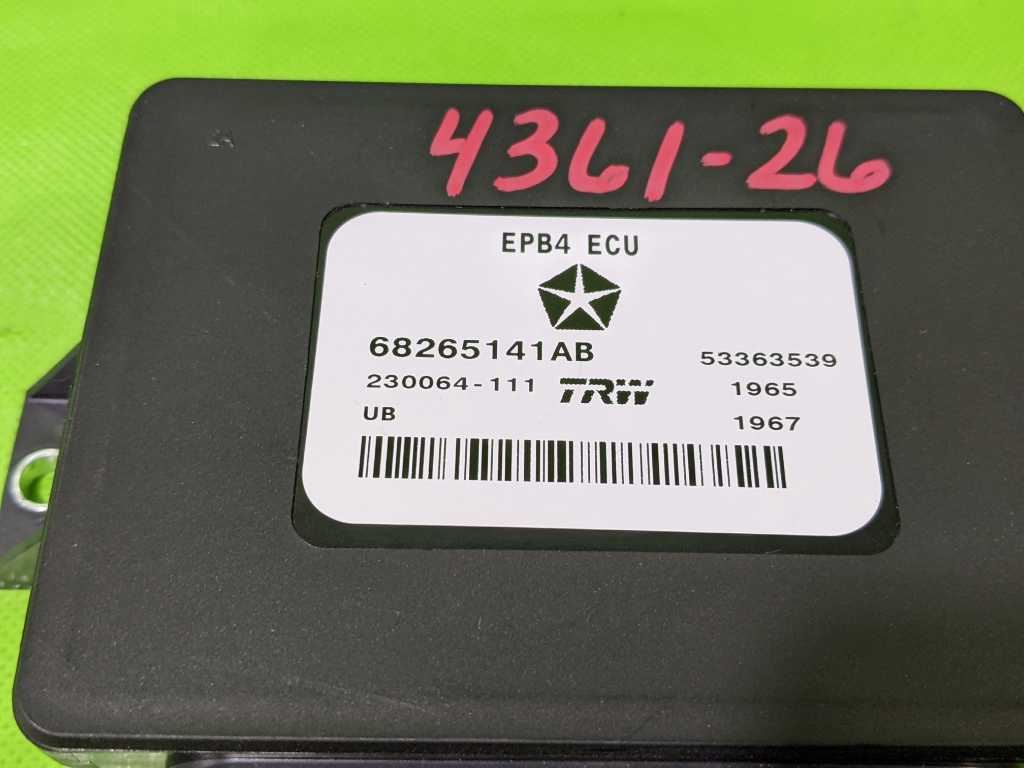 4361-26
EPB4 ECU
68265141AB 53363539
230064-111 TRW 1965
UB 1967